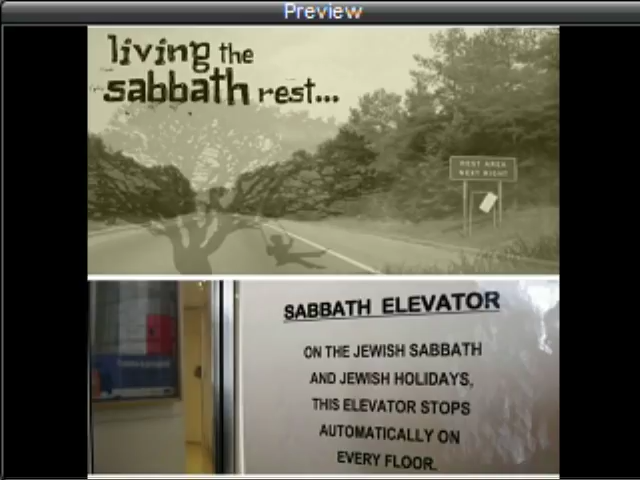 Preview
living the
sabbath rest...
REST AREA
NEXT RIGHT
SABBATH ELEVATOR
ON THE JEWISH SABBATH
AND JEWISH HOLIDAYS,
THIS ELEVATOR STOPS
AUTOMATICALLY ON
EVERY FLOOR.